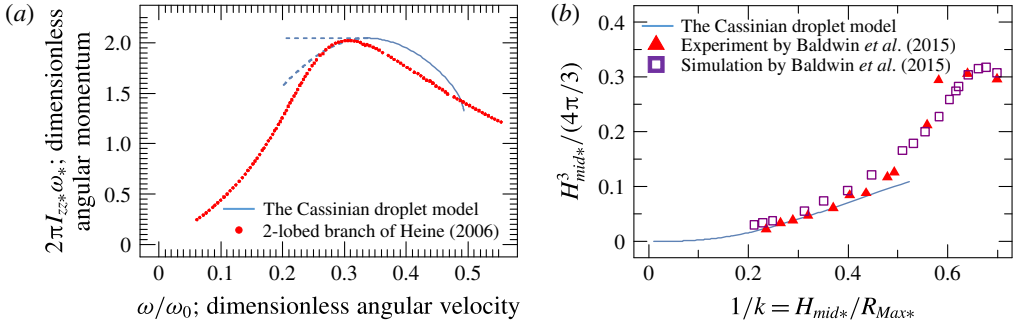 (a)
2πI_zz*ω_*; dimensionless
angular momentum
2.0
1.5
1.0
0.5
0
The Cassinian droplet model
2-lobed branch of Heine (2006)
0 0.1 0.2 0.3 0.4 0.5
ω/ω_0; dimensionless angular velocity
(b)
H^3_mid*/(4π/3)
0.4
0.3
0.2
0.1
0
The Cassinian droplet model
Experiment by Baldwin et al. (2015)
Simulation by Baldwin et al. (2015)
0 0.2 0.4 0.6
1/k = H_mid*/R_Max*